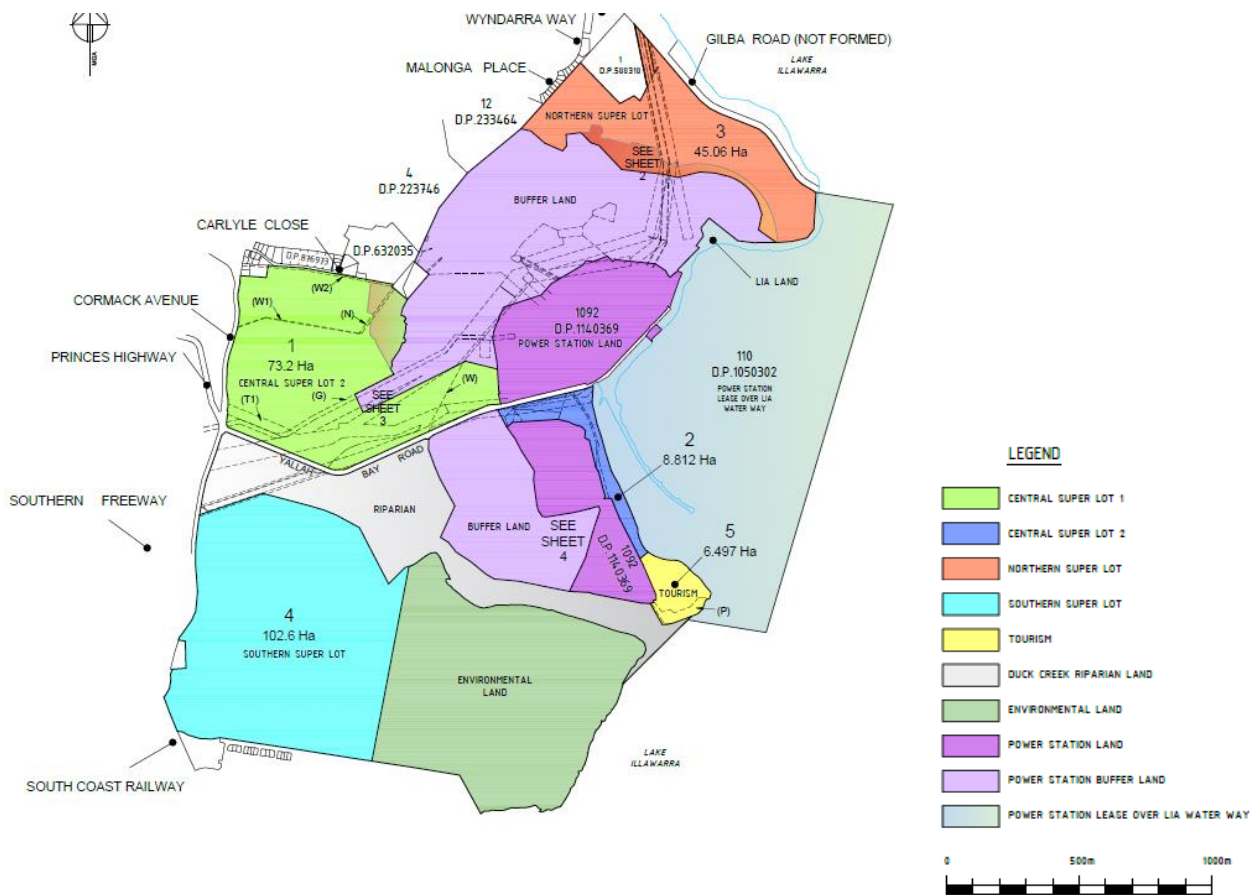 MGA
WYNDARRA WAY
GILBA ROAD (NOT FORMED)
LAKE
ILLAWARRA
MALONGA PLACE
1
D.P.508318
12
D.P.233464
NORTHERN SUPER LOT
3
45.06 Ha
SEE
SHEET
2
4
D.P.223746
BUFFER LAND
CARLYLE CLOSE
D.P.632035
D.P.876973
LIA LAND
(W2)
CORMACK AVENUE
(W1)
(N)
1092
D.P.1140369
POWER STATION LAND
PRINCES HIGHWAY
1
73.2 Ha
CENTRAL SUPER LOT 2
(W)
(G)
SEE
SHEET
3
(T1)
110
D.P.1050302
POWER STATION
LEASE OVER LIA
WATER WAY
YALLAH BAY ROAD
2
8.812 Ha
SOUTHERN FREEWAY
RIPARIAN
BUFFER LAND
SEE
SHEET
4
1092
D.P.1140369
5
6.497 Ha
TOURISM
(P)
4
102.6 Ha
SOUTHERN SUPER LOT
ENVIRONMENTAL
LAND
LAKE
ILLAWARRA
SOUTH COAST RAILWAY
LEGEND
CENTRAL SUPER LOT 1
CENTRAL SUPER LOT 2
NORTHERN SUPER LOT
SOUTHERN SUPER LOT
TOURISM
DUCK CREEK RIPARIAN LAND
ENVIRONMENTAL LAND
POWER STATION LAND
POWER STATION BUFFER LAND
POWER STATION LEASE OVER LIA WATER WAY
0 500m 1000m